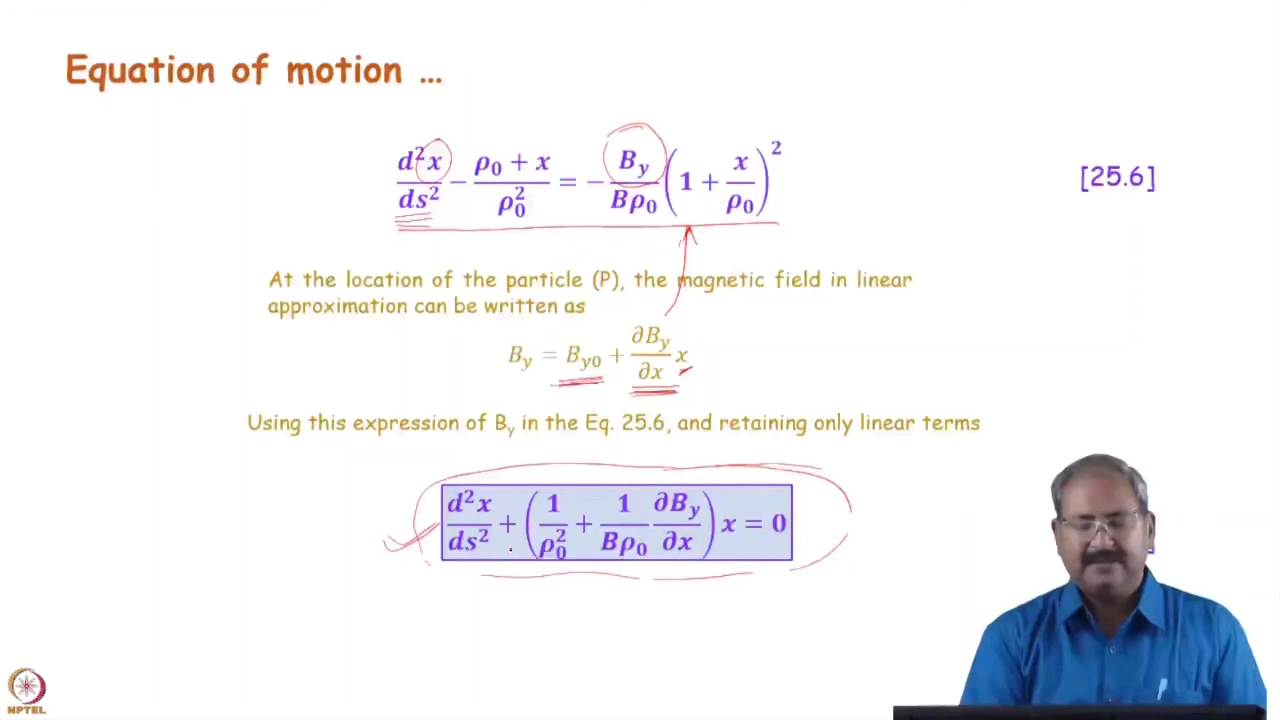 Equation of motion ...
d²x/ds² − (ρ₀ + x)/ρ₀² = − B_y/(Bρ₀) (1 + x/ρ₀)² [25.6]
At the location of the particle (P), the magnetic field in linear
approximation can be written as
B_y = B_y0 + ∂B_y/∂x x
Using this expression of B_y in the Eq. 25.6, and retaining only linear terms
d²x/ds² + (1/ρ₀² + 1/(Bρ₀) ∂B_y/∂x) x = 0
NPTEL